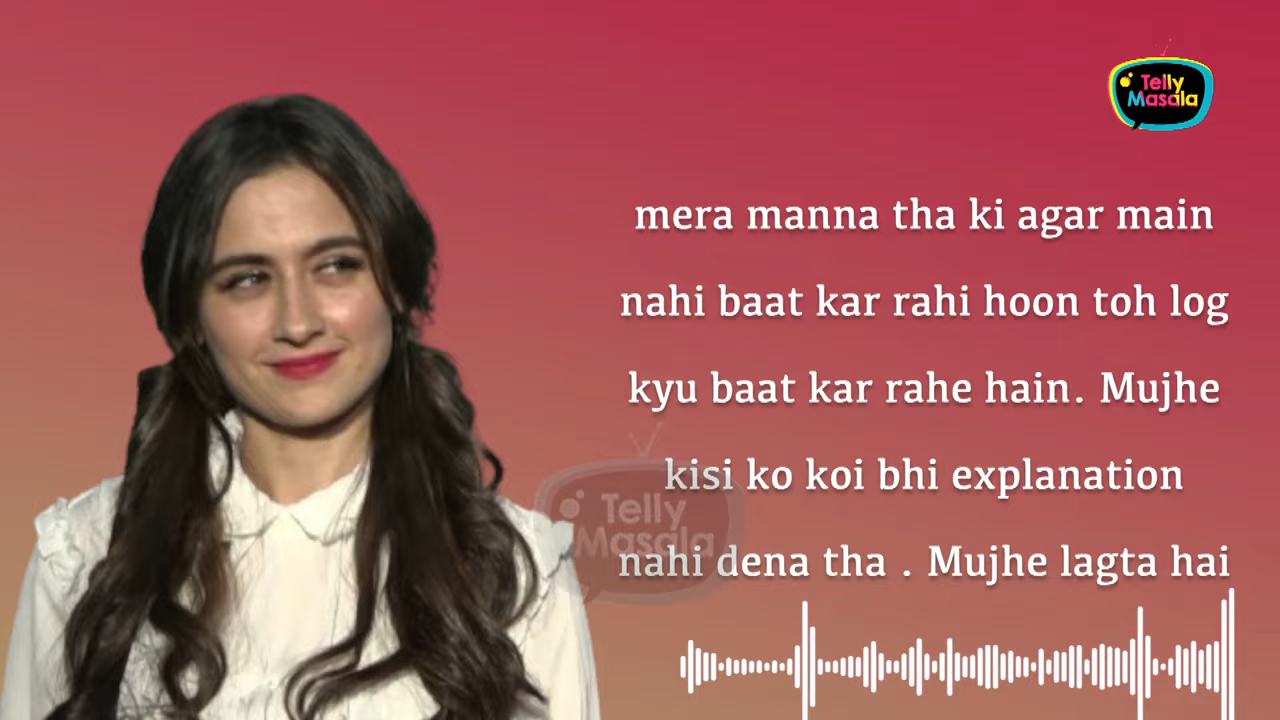 Telly
Masala
mera manna tha ki agar main
nahi baat kar rahi hoon toh log
kyu baat kar rahe hain. Mujhe
kisi ko koi bhi explanation
Telly
Masala
nahi dena tha . Mujhe lagta hai